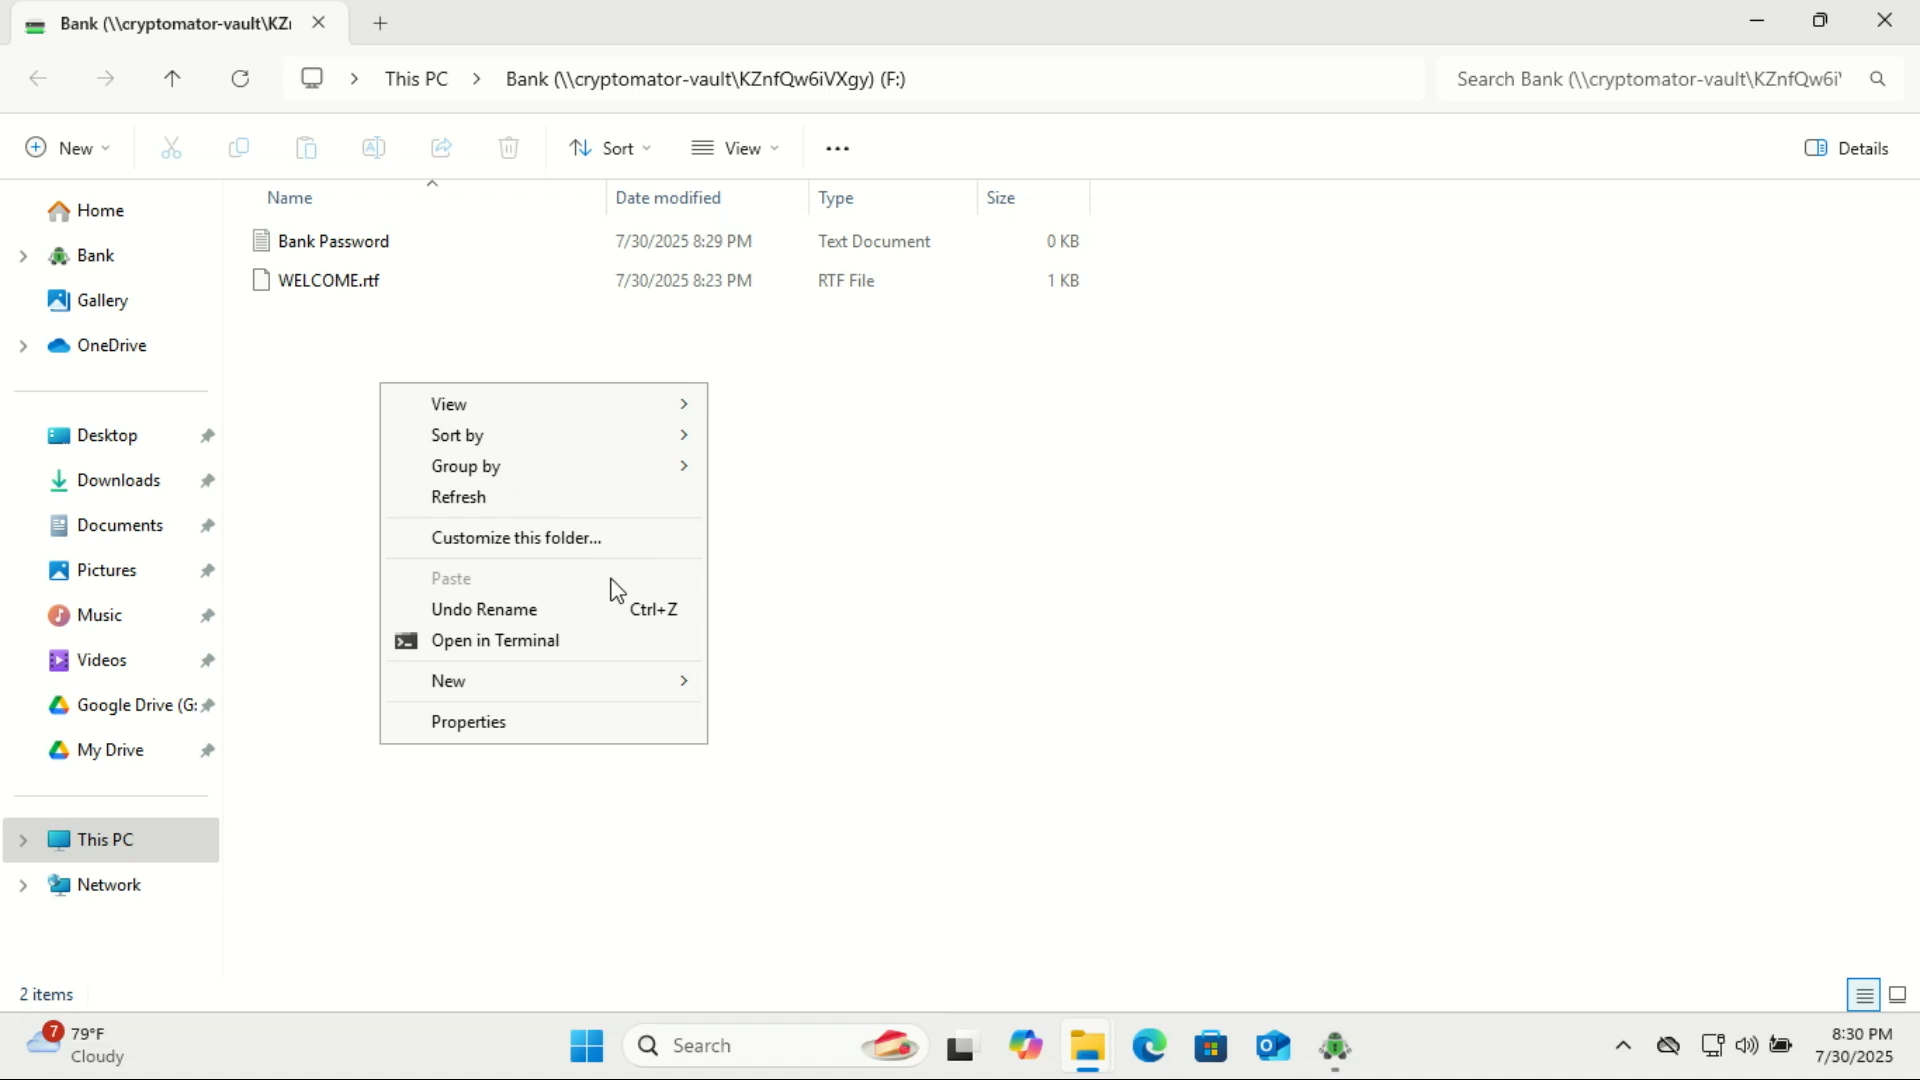 Bank (\\cryptomator-vault\KZ
This PC > Bank (\\cryptomator-vault\KZnfQw6iVXgy) (F:)
Search Bank (\\cryptomator-vault\KZnfQw6i
New
Sort
View
Details
Name
Date modified
Type
Size
Bank Password
7/30/2025 8:29 PM
Text Document
0 KB
WELCOME.rtf
7/30/2025 8:23 PM
RTF File
1 KB
Home
Bank
Gallery
OneDrive
Desktop
Downloads
Documents
Pictures
Music
Videos
Google Drive (G:
My Drive
This PC
Network
View
Sort by
Group by
Refresh
Customize this folder...
Paste
Undo Rename Ctrl+Z
Open in Terminal
New
Properties
2 items
7
79°F
Cloudy
Search
8:30 PM
7/30/2025